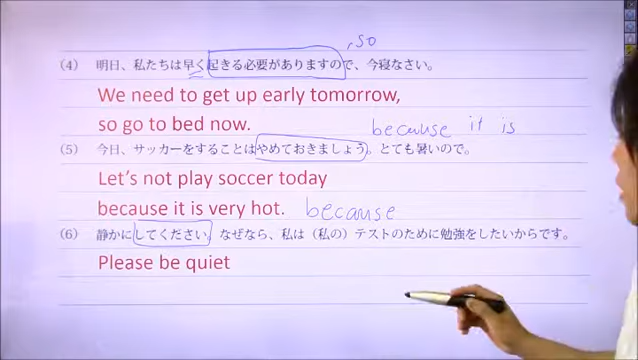 , so
(4) 明日、私たちは早く起きる必要がありますので、今寝なさい。
We need to get up early tomorrow,
so go to bed now.
because it is
(5) 今日、サッカーをすることはやめておきましょう。とても暑いので。
Let's not play soccer today
because it is very hot. because
(6) 静かにしてください。なぜなら、私は（私の）テストのために勉強をしたいからです。
Please be quiet